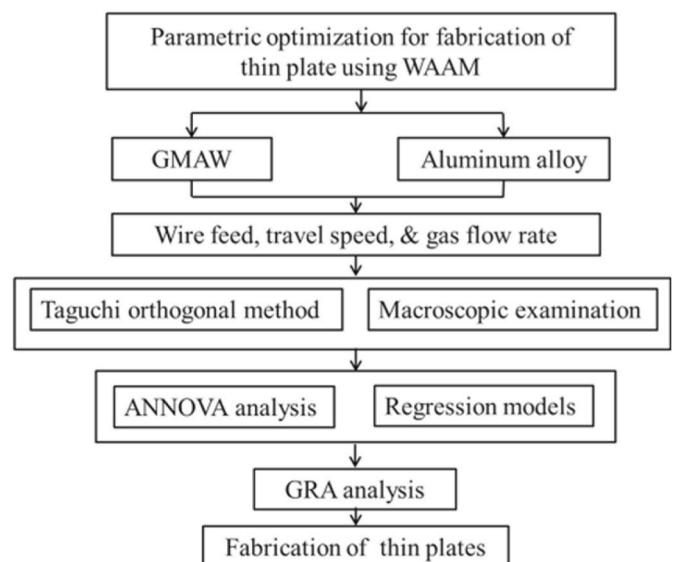 Parametric optimization for fabrication of
thin plate using WAAM
GMAW
Aluminum alloy
Wire feed, travel speed, & gas flow rate
Taguchi orthogonal method
Macroscopic examination
ANNOVA analysis
Regression models
GRA analysis
Fabrication of thin plates